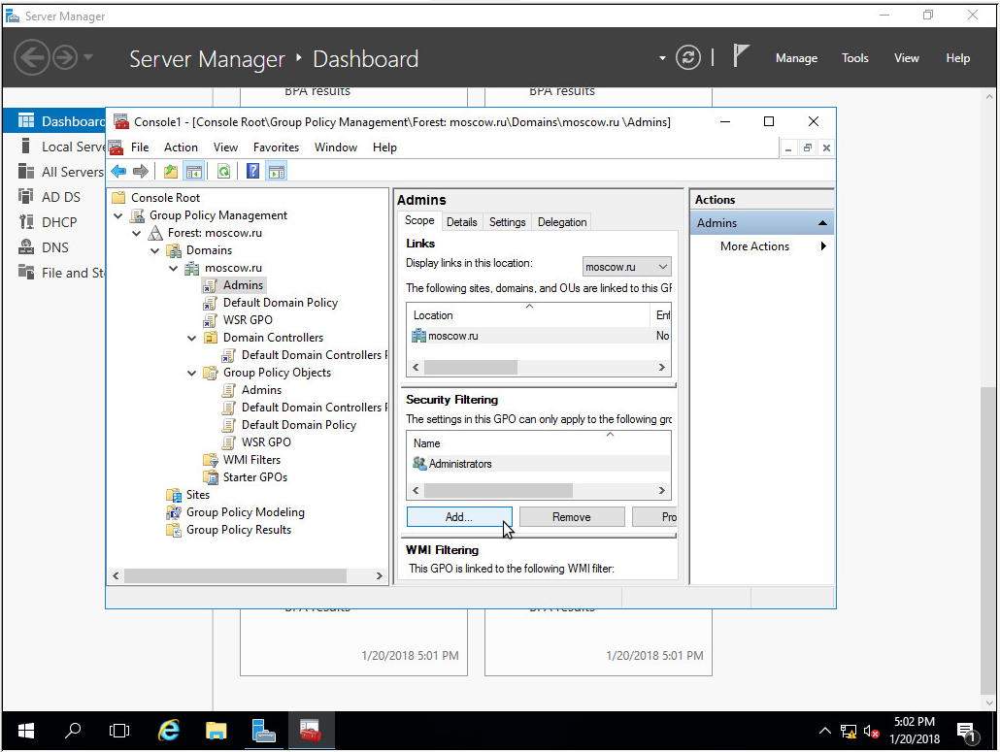 Server Manager
Server Manager • Dashboard
Manage Tools View Help
BPA results BPA results
Dashboard
Local Serve
All Servers
AD DS
DHCP
DNS
File and Sto
Console1 - [Console Root\Group Policy Management\Forest: moscow.ru\Domains\moscow.ru \Admins]
File Action View Favorites Window Help
Console Root
Group Policy Management
Forest: moscow.ru
Domains
moscow.ru
Admins
Default Domain Policy
WSR GPO
Domain Controllers
Default Domain Controllers P
Group Policy Objects
Admins
Default Domain Controllers P
Default Domain Policy
WSR GPO
WMI Filters
Starter GPOs
Sites
Group Policy Modeling
Group Policy Results
Admins
Scope Details Settings Delegation
Links
Display links in this location: moscow.ru
The following sites, domains, and OUs are linked to this GP
Location Enf
moscow.ru No
Security Filtering
The settings in this GPO can only apply to the following gro
Name
Administrators
Add... Remove Pro
WMI Filtering
This GPO is linked to the following WMI filter:
Actions
Admins
More Actions
BPA results BPA results
1/20/2018 5:01 PM 1/20/2018 5:01 PM
5:02 PM
1/20/2018
1